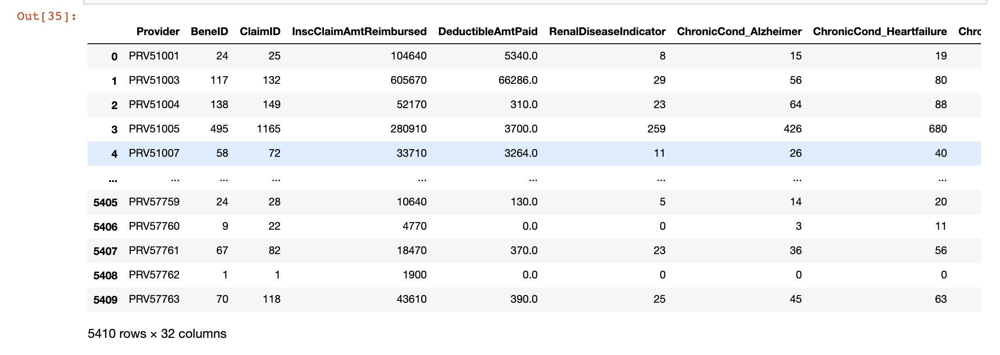 Out[35]:
Provider BeneID ClaimID InscClaimAmtReimbursed DeductibleAmtPaid RenalDiseaseIndicator ChronicCond_Alzheimer ChronicCond_Heartfailure Chrc
0 PRV51001 24 25 104640 5340.0 8 15 19
1 PRV51003 117 132 605670 66286.0 29 56 80
2 PRV51004 138 149 52170 310.0 23 64 88
3 PRV51005 495 1165 280910 3700.0 259 426 680
4 PRV51007 58 72 33710 3264.0 11 26 40
... ... ... ... ... ... ... ... ...
5405 PRV57759 24 28 10640 130.0 5 14 20
5406 PRV57760 9 22 4770 0.0 0 3 11
5407 PRV57761 67 82 18470 370.0 23 36 56
5408 PRV57762 1 1 1900 0.0 0 0 0
5409 PRV57763 70 118 43610 390.0 25 45 63
5410 rows × 32 columns